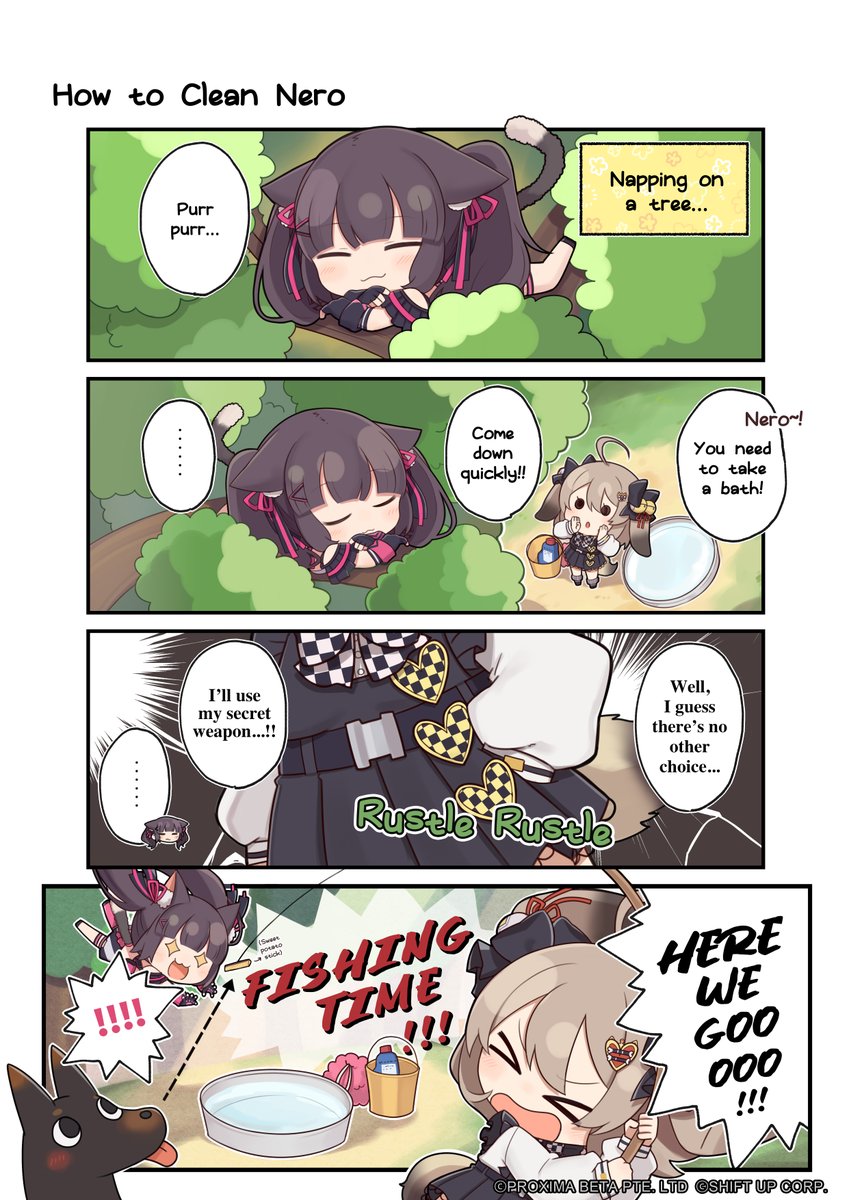 How to Clean Nero
Purr
purr...
Napping on
a tree...
Nero~!
You need
to take
a bath!
Come
down
quickly!!
......
Well,
I guess
there's no
other
choice...
I'll use
my secret
weapon...!!
......
Rustle Rustle
HERE
WE
GOO
OOO
!!!
FISHING
TIME
!!!
(Sweet
potato
stick)
!!!!
©PROXIMA BETA PTE. LTD ©SHIFT UP CORP.